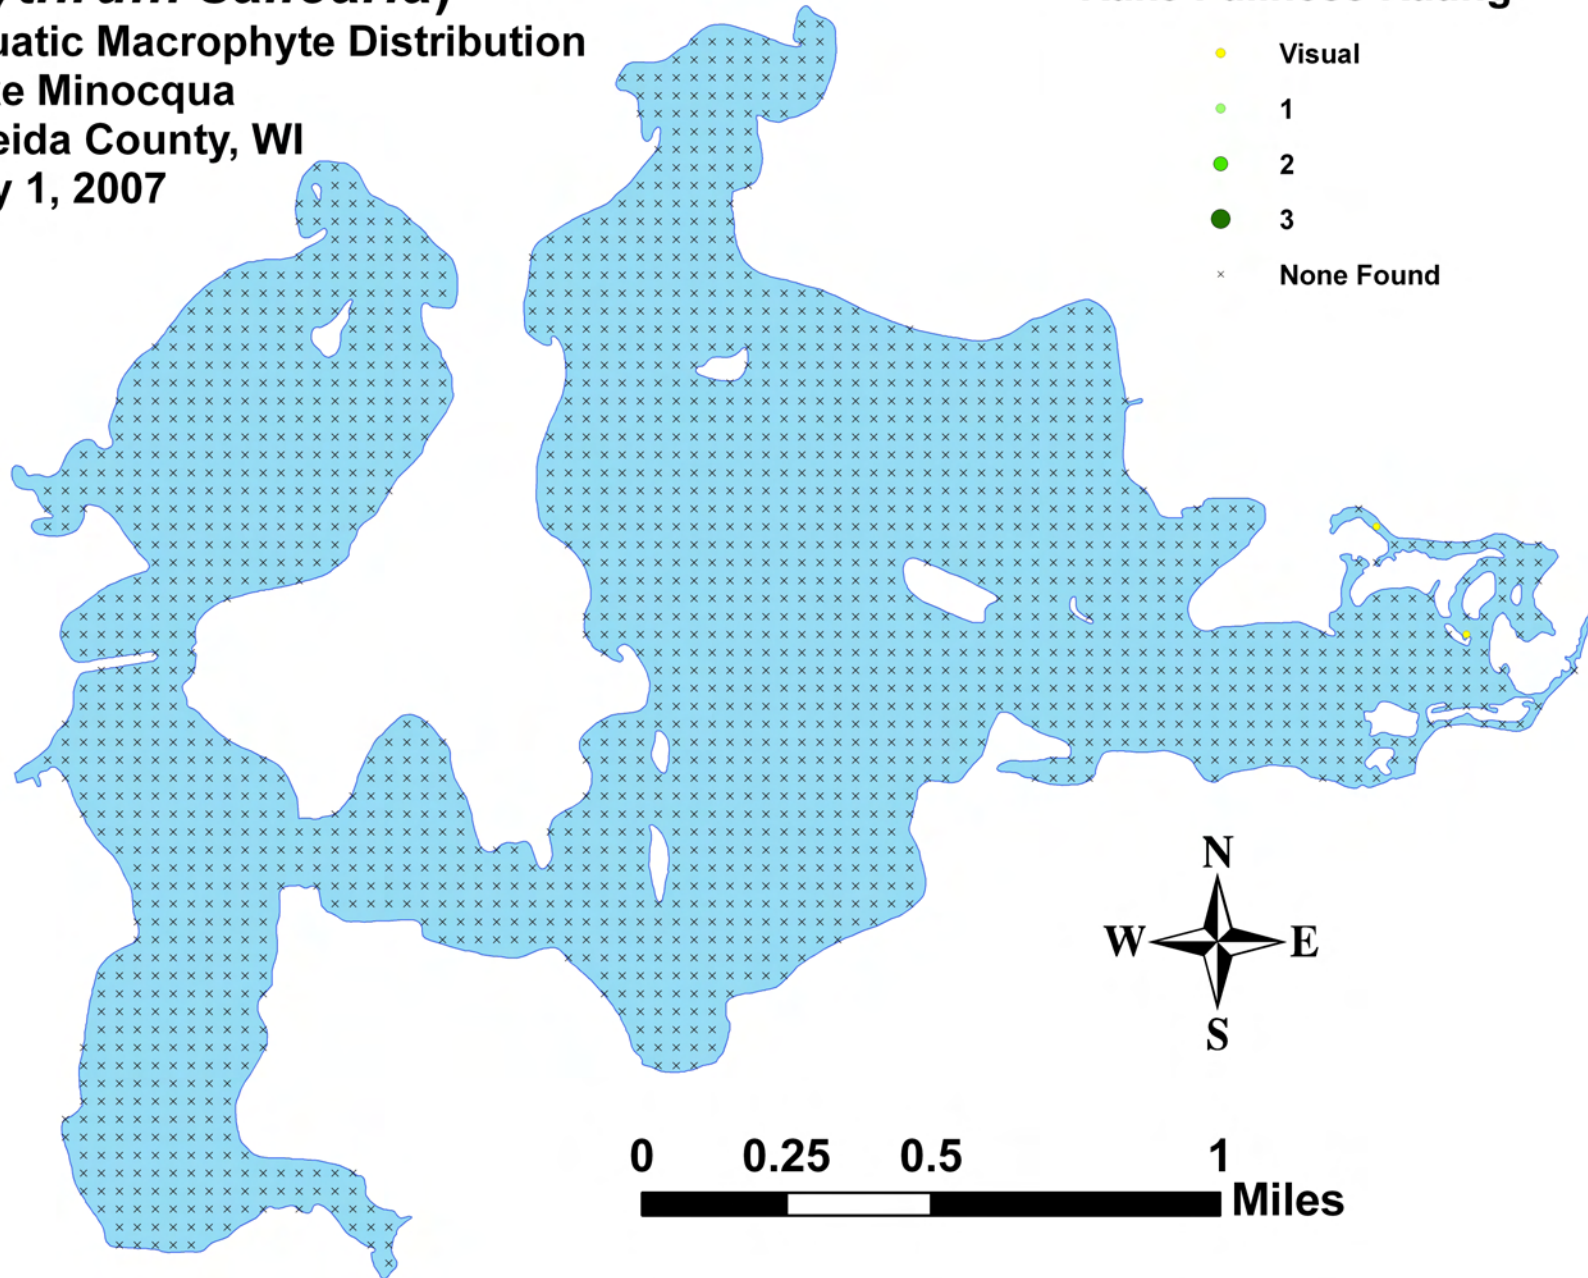 Salicaria)
uatic Macrophyte Distribution
e Minocqua
eida County, WI
y 1, 2007
Visual
1
2
3
None Found
N
W E
S
0 0.25 0.5 1
Miles